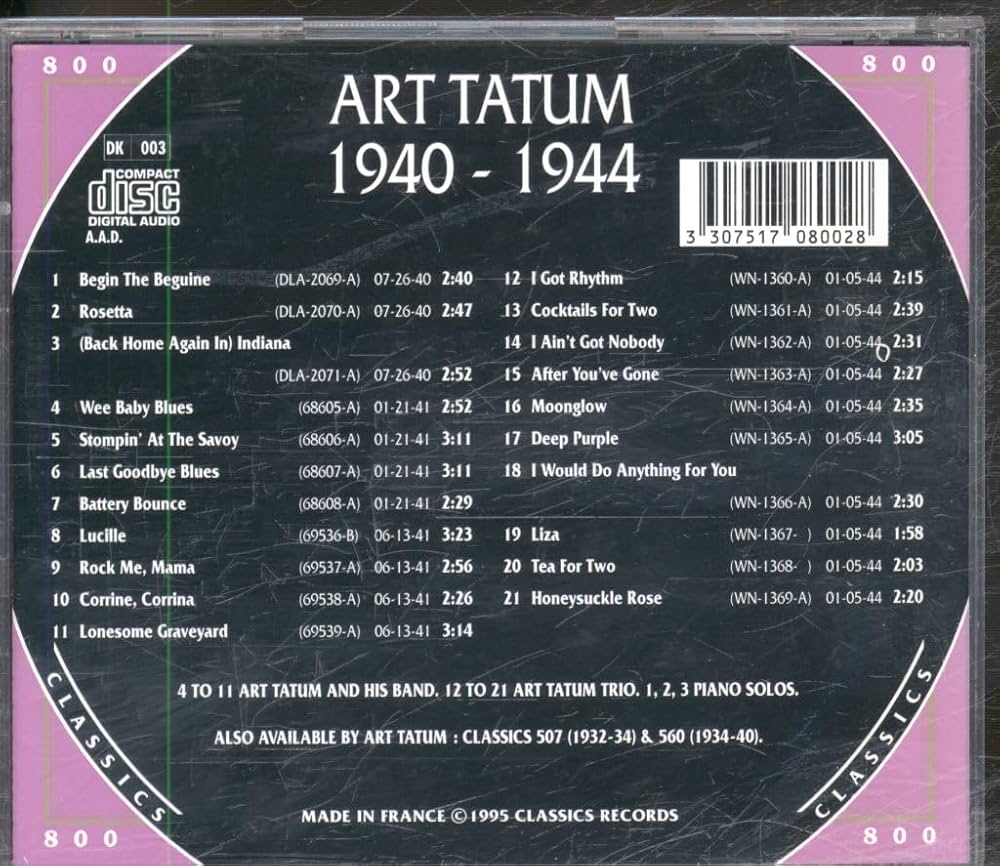 800 800
ART TATUM
1940 - 1944
DK 003
COMPACT
disc
DIGITAL AUDIO
A.A.D.
3 307517 080028
1 Begin The Beguine (DLA-2069-A) 07-26-40 2:40
2 Rosetta (DLA-2070-A) 07-26-40 2:47
3 (Back Home Again In) Indiana
(DLA-2071-A) 07-26-40 2:52
4 Wee Baby Blues (68605-A) 01-21-41 2:52
5 Stompin' At The Savoy (68606-A) 01-21-41 3:11
6 Last Goodbye Blues (68607-A) 01-21-41 3:11
7 Battery Bounce (68608-A) 01-21-41 2:29
8 Lucille (69536-B) 06-13-41 3:23
9 Rock Me, Mama (69537-A) 06-13-41 2:56
10 Corrine, Corrina (69538-A) 06-13-41 2:26
11 Lonesome Graveyard (69539-A) 06-13-41 3:14
12 I Got Rhythm (WN-1360-A) 01-05-44 2:15
13 Cocktails For Two (WN-1361-A) 01-05-44 2:39
14 I Ain't Got Nobody (WN-1362-A) 01-05-44 2:31
15 After You've Gone (WN-1363-A) 01-05-44 2:27
16 Moonglow (WN-1364-A) 01-05-44 2:35
17 Deep Purple (WN-1365-A) 01-05-44 3:05
18 I Would Do Anything For You
(WN-1366-A) 01-05-44 2:30
19 Liza (WN-1367- ) 01-05-44 1:58
20 Tea For Two (WN-1368- ) 01-05-44 2:03
21 Honeysuckle Rose (WN-1369-A) 01-05-44 2:20
4 TO 11 ART TATUM AND HIS BAND. 12 TO 21 ART TATUM TRIO. 1, 2, 3 PIANO SOLOS.
ALSO AVAILABLE BY ART TATUM : CLASSICS 507 (1932-34) & 560 (1934-40).
CLASSICS CLASSICS
MADE IN FRANCE ©1995 CLASSICS RECORDS
800 800